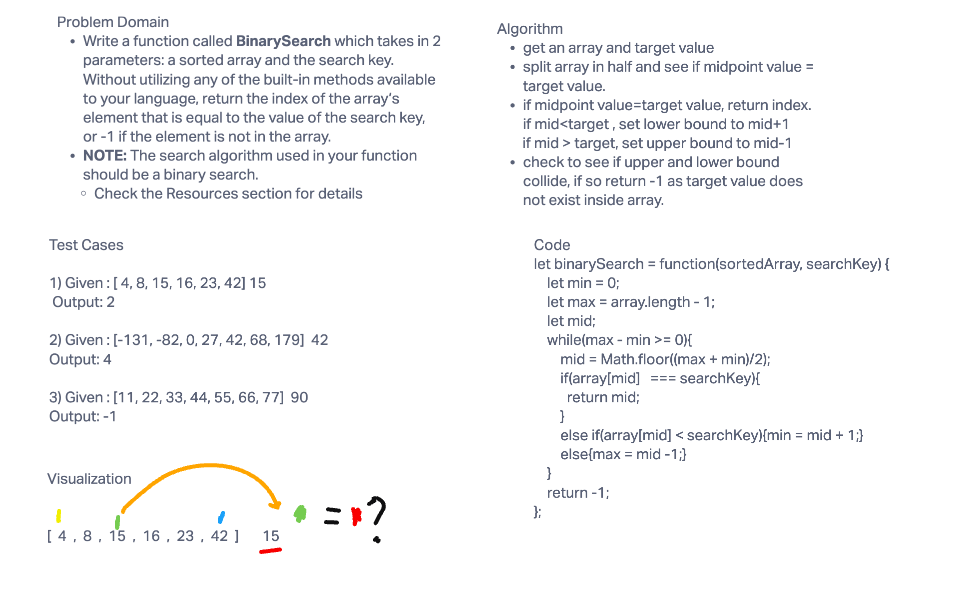 Problem Domain
• Write a function called BinarySearch which takes in 2
parameters: a sorted array and the search key.
Without utilizing any of the built-in methods available
to your language, return the index of the array's
element that is equal to the value of the search key,
or -1 if the element is not in the array.
• NOTE: The search algorithm used in your function
should be a binary search.
◦ Check the Resources section for details
Test Cases
1) Given : [ 4, 8, 15, 16, 23, 42] 15
Output: 2
2) Given : [-131, -82, 0, 27, 42, 68, 179] 42
Output: 4
3) Given : [11, 22, 33, 44, 55, 66, 77] 90
Output: -1
Visualization
[ 4 , 8 , 15 , 16 , 23 , 42 ] 15
= ?
Algorithm
• get an array and target value
• split array in half and see if midpoint value =
target value.
• if midpoint value=target value, return index.
if mid<target , set lower bound to mid+1
if mid > target, set upper bound to mid-1
• check to see if upper and lower bound
collide, if so return -1 as target value does
not exist inside array.
Code
let binarySearch = function(sortedArray, searchKey) {
let min = 0;
let max = array.length - 1;
let mid;
while(max - min >= 0){
mid = Math.floor((max + min)/2);
if(array[mid] === searchKey){
return mid;
}
else if(array[mid] < searchKey){min = mid + 1;}
else{max = mid -1;}
}
return -1;
};